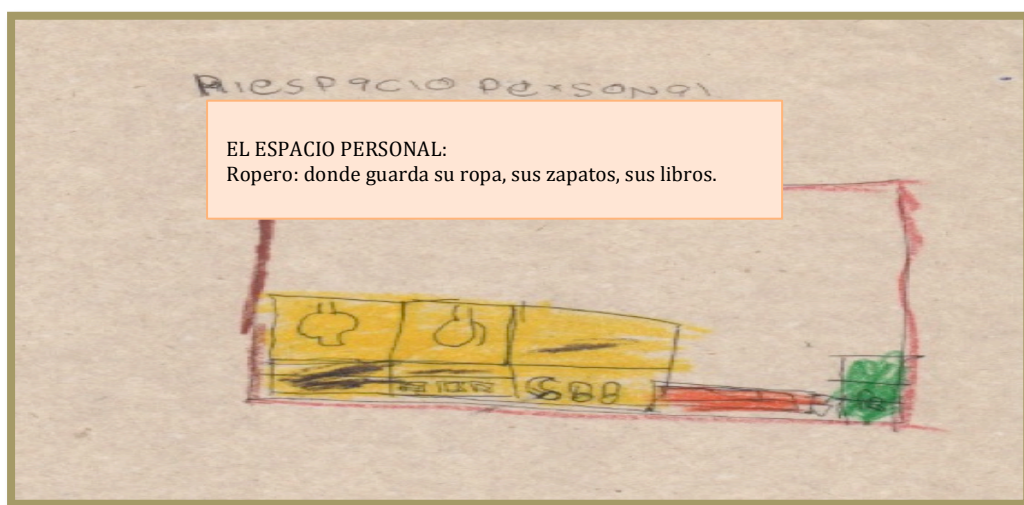 EL ESPACIO PERSONAL:
Ropero: donde guarda su ropa, sus zapatos, sus libros.